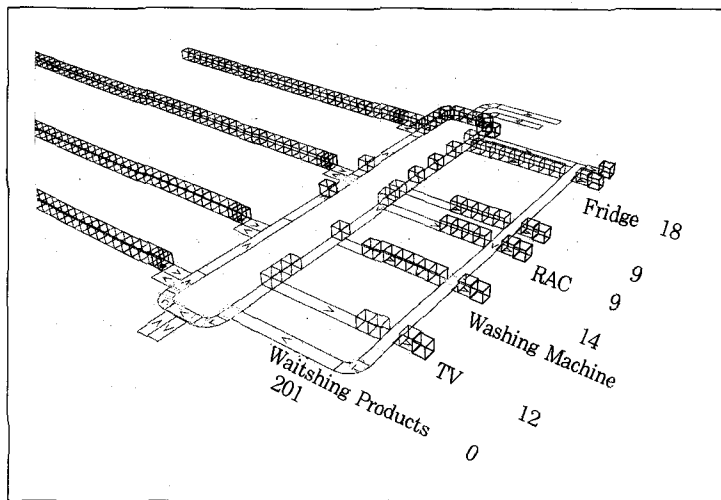 Fridge 18
9
RAC 9
14
Washing Machine
TV 12
Waitshing Products 0
201